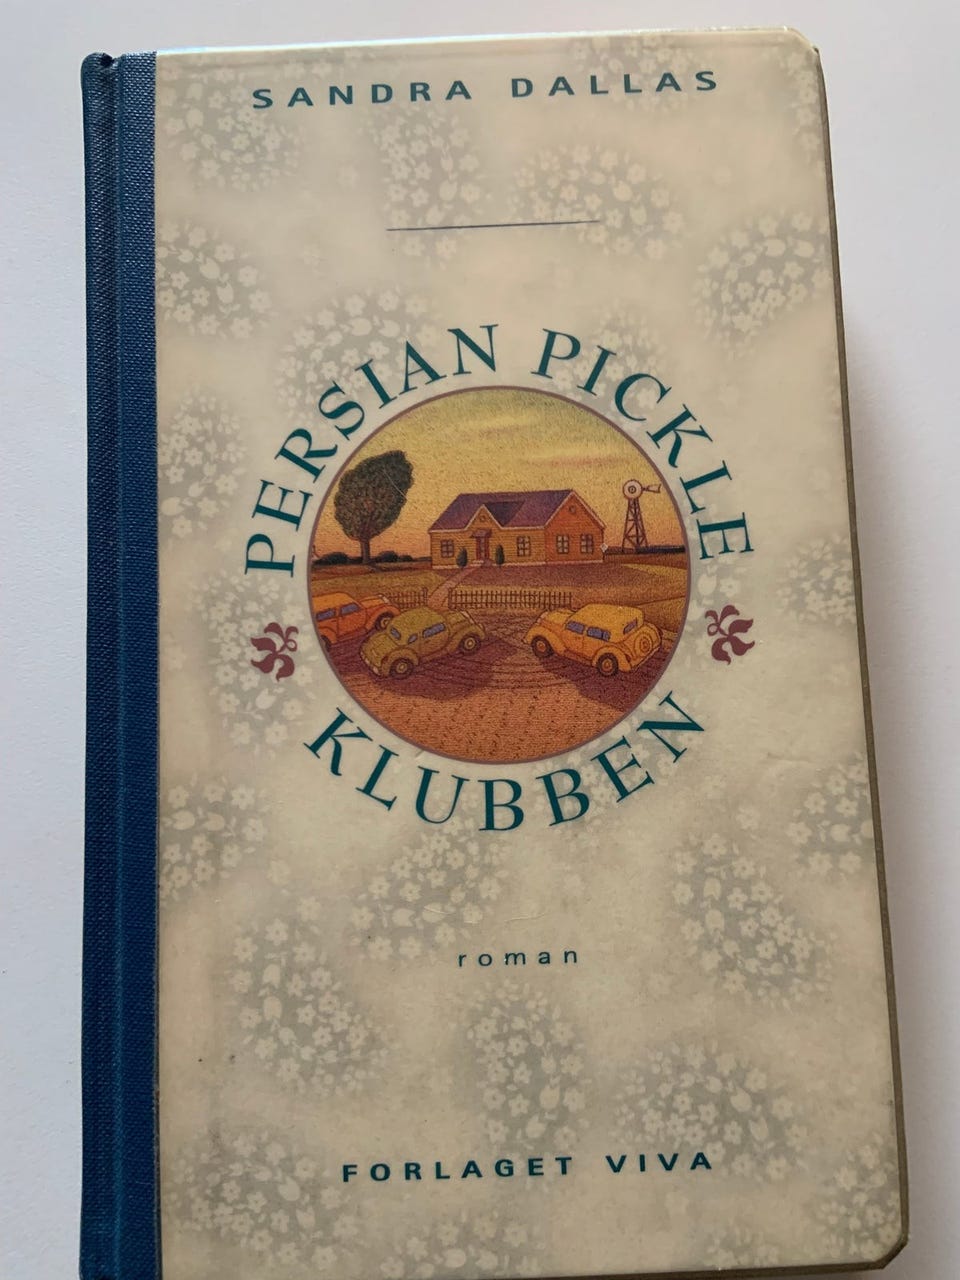 SANDRA DALLAS
PERSIAN PICKLE
KLUBBEN
roman
FORLAGET VIVA